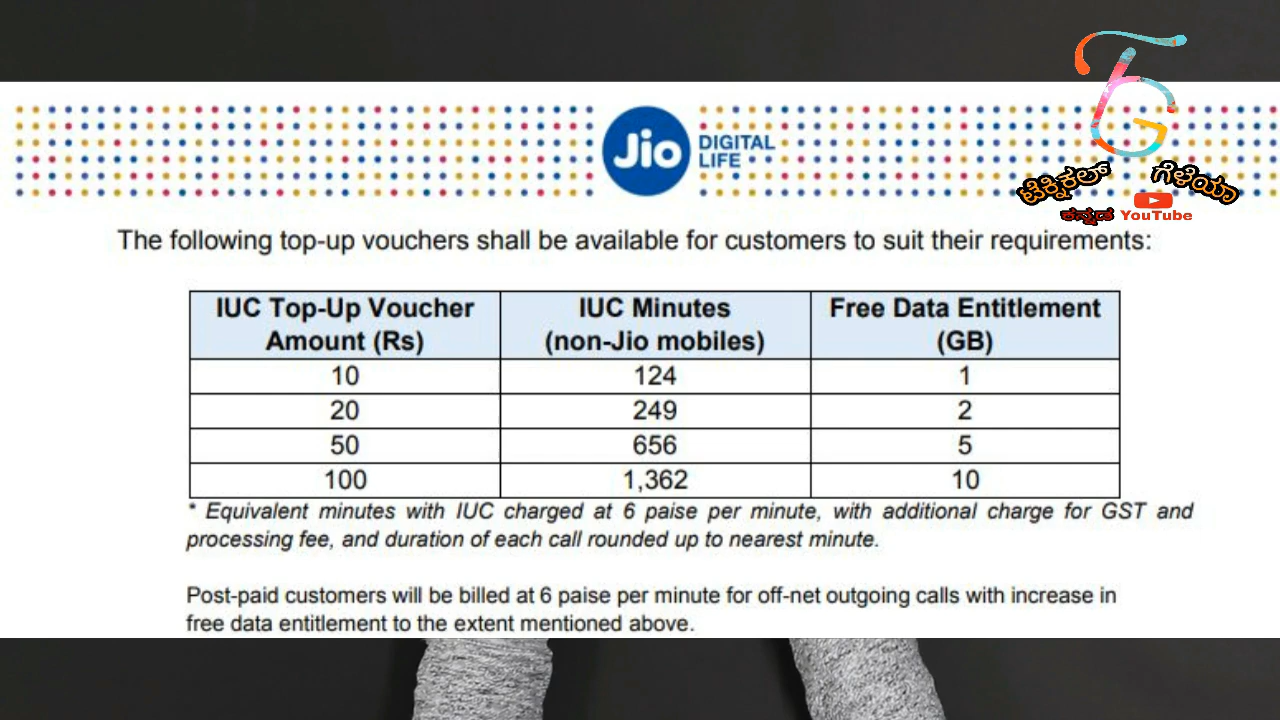 Jio DIGITAL
LIFE
ಟೆಕ್ನಿಕಲ್ ಗೆಳೆಯಾ
ಕನ್ನಡ YouTube
The following top-up vouchers shall be available for customers to suit their requirements:
IUC Top-Up Voucher Amount (Rs) IUC Minutes (non-Jio mobiles) Free Data Entitlement (GB)
10 124 1
20 249 2
50 656 5
100 1,362 10
* Equivalent minutes with IUC charged at 6 paise per minute, with additional charge for GST and
processing fee, and duration of each call rounded up to nearest minute.
Post-paid customers will be billed at 6 paise per minute for off-net outgoing calls with increase in
free data entitlement to the extent mentioned above.